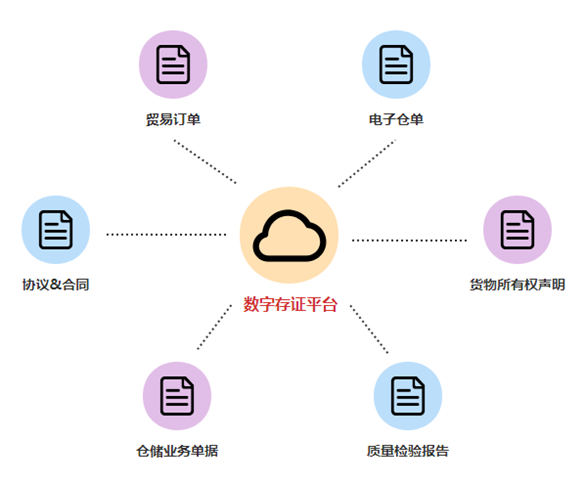 贸易订单
电子仓单
协议&合同
货物所有权声明
数字存证平台
仓储业务单据
质量检验报告